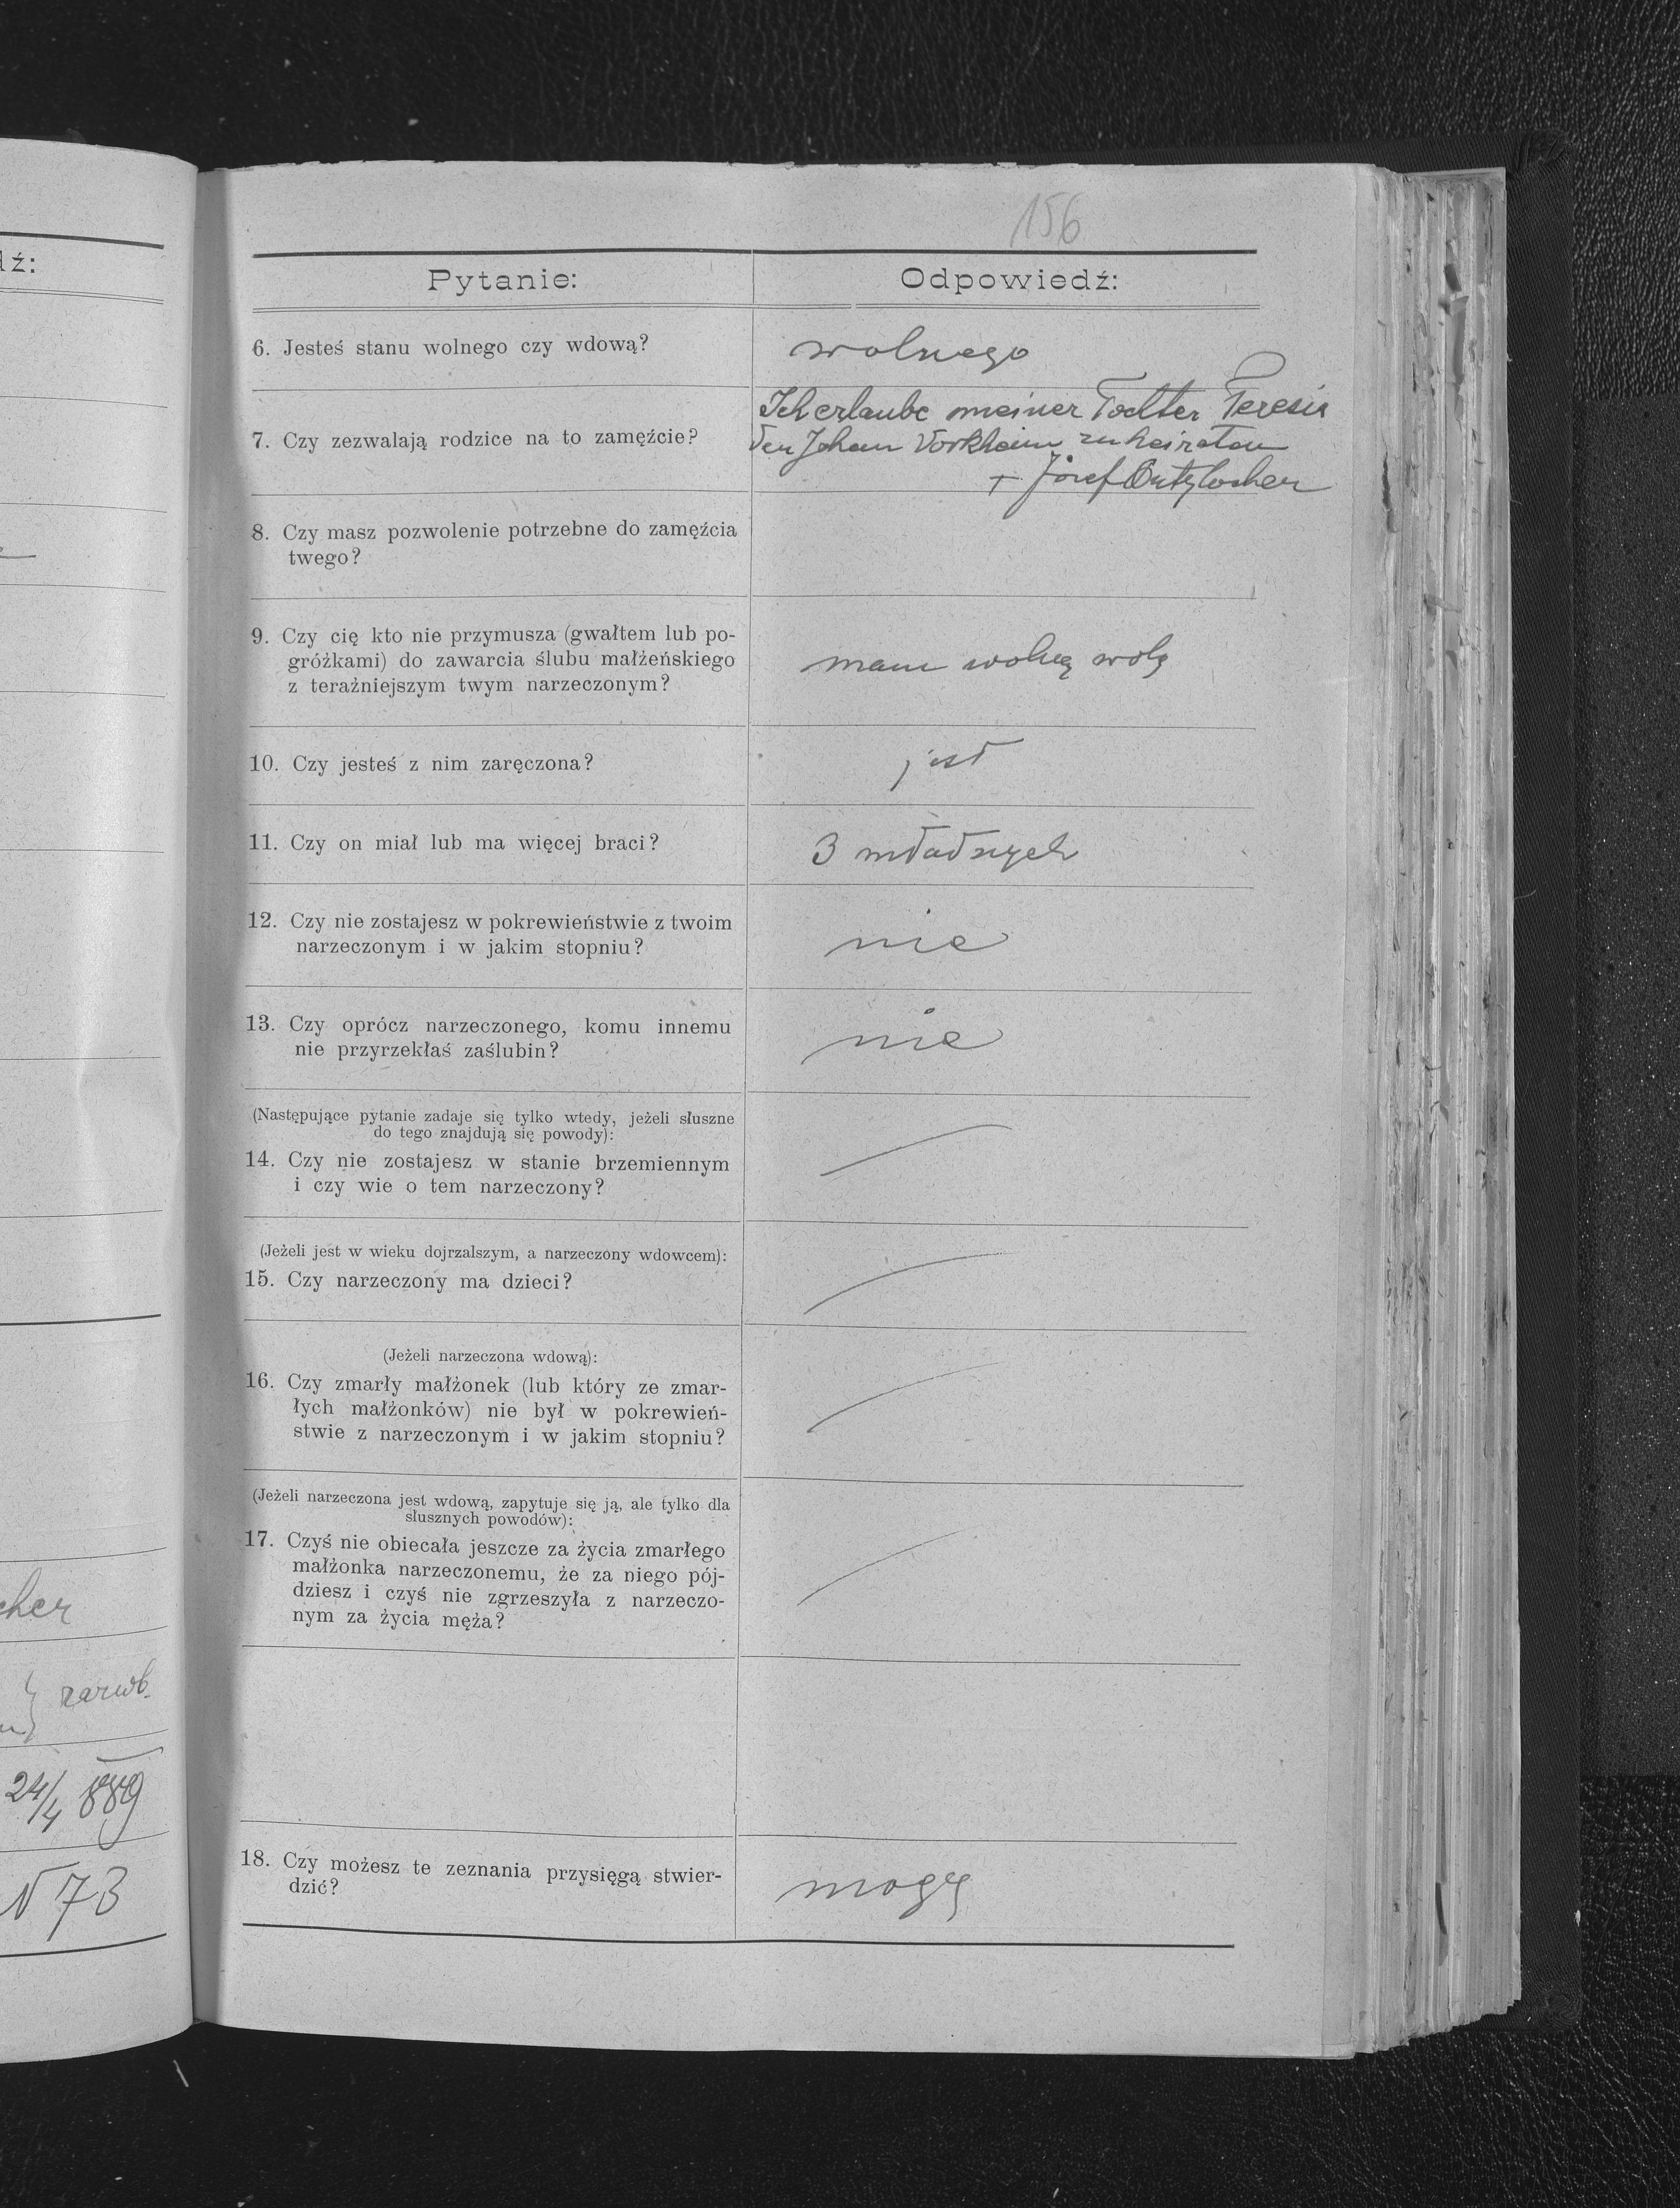 156
dź:
Pytanie: Odpowiedź:
6. Jesteś stanu wolnego czy wdową? wolnego
7. Czy zezwalają rodzice na to zamęźcie?
Ich erlaube meiner Tochter Teresia
den Johan Vorkheim zu heiraten
+ Józef
8. Czy masz pozwolenie potrzebne do zamęźcia
twego?
9. Czy cię kto nie przymusza (gwałtem lub po-
gróżkami) do zawarcia ślubu małżeńskiego
z teraźniejszym twym narzeczonym?
mam wolną wolę
10. Czy jesteś z nim zaręczona? jest
11. Czy on miał lub ma więcej braci? 3 młodszych
12. Czy nie zostajesz w pokrewieństwie z twoim
narzeczonym i w jakim stopniu?
nie
13. Czy oprócz narzeczonego, komu innemu
nie przyrzekłaś zaślubin?
nie
(Następujące pytanie zadaje się tylko wtedy, jeżeli słuszne
do tego znajdują się powody):
14. Czy nie zostajesz w stanie brzemiennym
i czy wie o tem narzeczony?
(Jeżeli jest w wieku dojrzalszym, a narzeczony wdowcem):
15. Czy narzeczony ma dzieci?
(Jeżeli narzeczona wdową):
16. Czy zmarły małżonek (lub który ze zmar-
łych małżonków) nie był w pokrewień-
stwie z narzeczonym i w jakim stopniu?
(Jeżeli narzeczona jest wdową, zapytuje się ją, ale tylko dla
słusznych powodów):
17. Czyś nie obiecała jeszcze za życia zmarłego
małżonka narzeczonemu, że za niego pój-
dziesz i czyś nie zgrzeszyła z narzeczo-
nym za życia męża?
18. Czy możesz te zeznania przysięgą stwier-
dzić?
mogę
cher
zarwb.
24/4 889
N 73